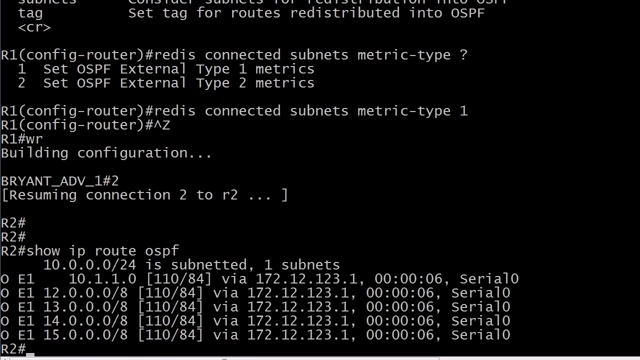 subnets Consider subnets for redistribution into OSPF
tag Set tag for routes redistributed into OSPF
<cr>
R1(config-router)#redis connected subnets metric-type ?
1 Set OSPF External Type 1 metrics
2 Set OSPF External Type 2 metrics
R1(config-router)#redis connected subnets metric-type 1
R1(config-router)#^Z
R1#wr
Building configuration...
BRYANT_ADV_1#2
[Resuming connection 2 to r2 ... ]
R2#
R2#
R2#show ip route ospf
10.0.0.0/24 is subnetted, 1 subnets
O E1 10.1.1.0 [110/84] via 172.12.123.1, 00:00:06, Serial0
O E1 12.0.0.0/8 [110/84] via 172.12.123.1, 00:00:06, Serial0
O E1 13.0.0.0/8 [110/84] via 172.12.123.1, 00:00:06, Serial0
O E1 14.0.0.0/8 [110/84] via 172.12.123.1, 00:00:06, Serial0
O E1 15.0.0.0/8 [110/84] via 172.12.123.1, 00:00:06, Serial0
R2#